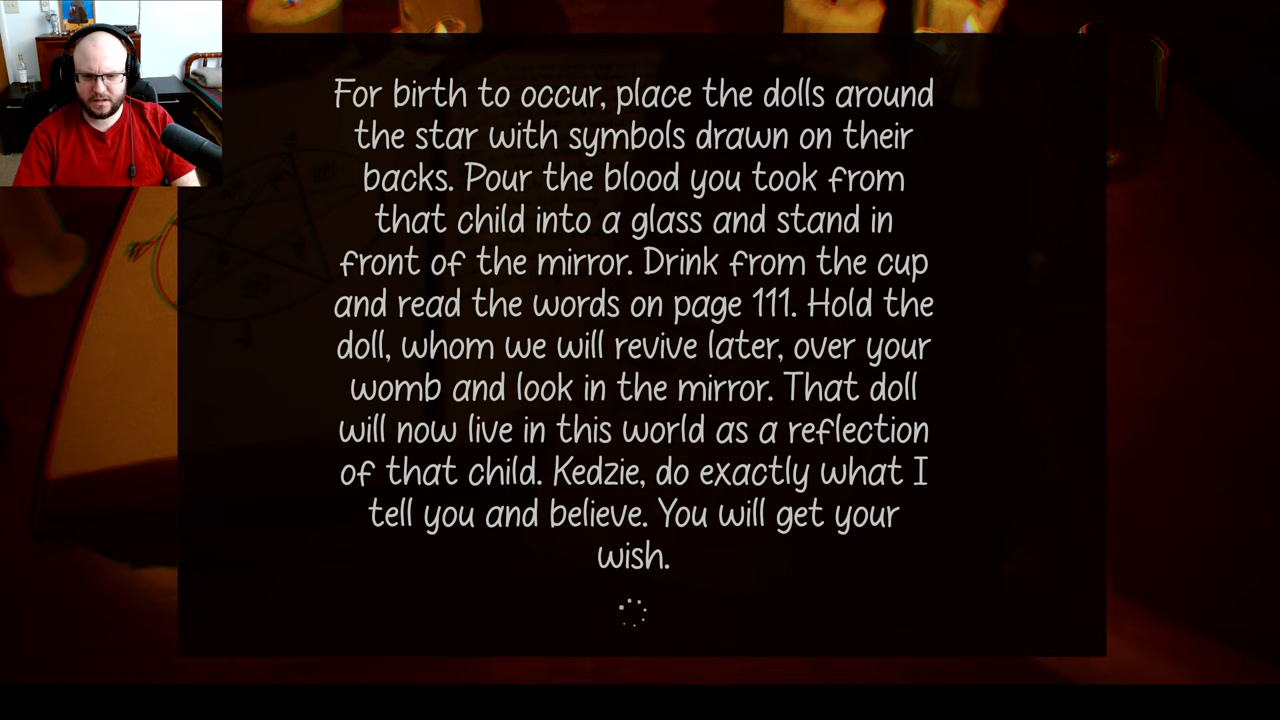 For birth to occur, place the dolls around
the star with symbols drawn on their
backs. Pour the blood you took from
that child into a glass and stand in
front of the mirror. Drink from the cup
and read the words on page 111. Hold the
doll, whom we will revive later, over your
womb and look in the mirror. That doll
will now live in this world as a reflection
of that child. Kedzie, do exactly what I
tell you and believe. You will get your
wish.